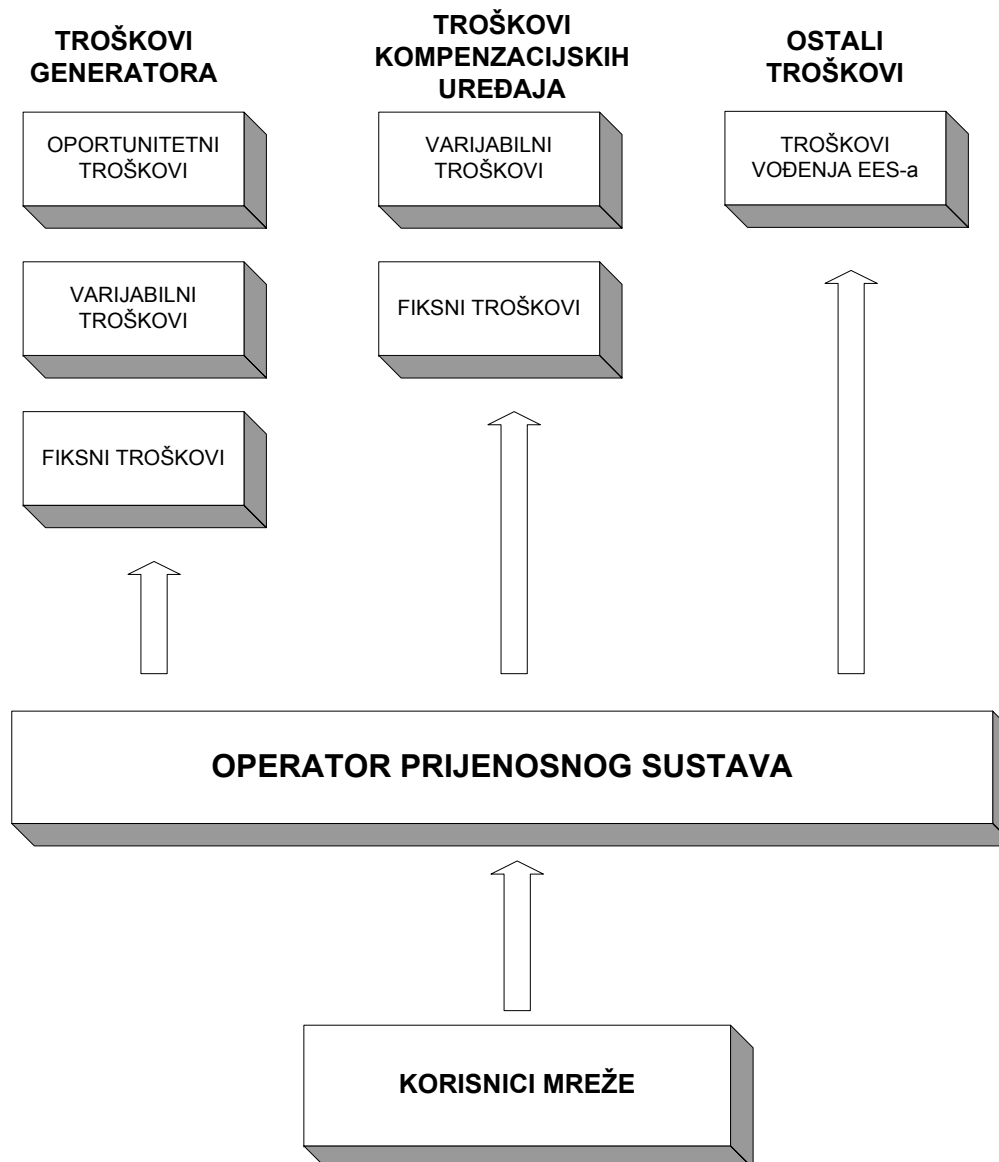 TROŠKOVI
GENERATORA
TROŠKOVI
KOMPENZACIJSKIH
UREĐAJA
OSTALI
TROŠKOVI
OPORTUNITETNI
TROŠKOVI
VARIJABILNI
TROŠKOVI
TROŠKOVI
VOĐENJA EES-a
VARIJABILNI
TROŠKOVI
FIKSNI TROŠKOVI
FIKSNI TROŠKOVI
OPERATOR PRIJENOSNOG SUSTAVA
KORISNICI MREŽE